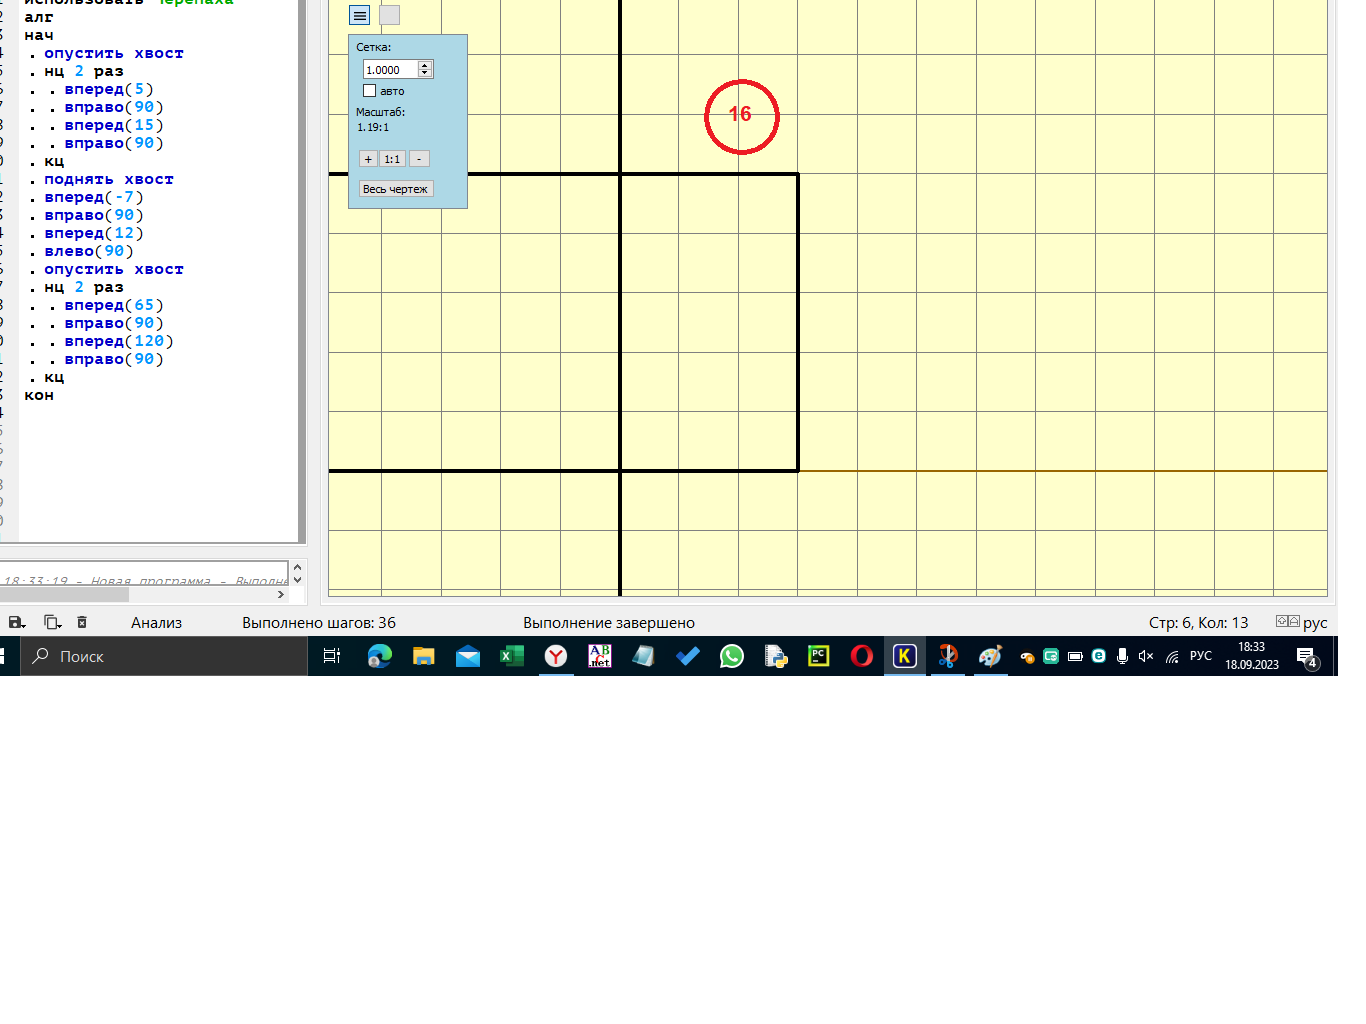 использовать Черепаха
алг
нач
. опустить хвост
. нц 2 раз
. . вперед(5)
. . вправо(90)
. . вперед(15)
. . вправо(90)
. кц
. поднять хвост
. вперед(-7)
. вправо(90)
. вперед(12)
. влево(90)
. опустить хвост
. нц 2 раз
. . вперед(65)
. . вправо(90)
. . вперед(120)
. . вправо(90)
. кц
кон
Сетка:
1.0000
авто
Масштаб:
1.19:1
+ 1:1 -
Весь чертеж
16
18:33:19 - Новая программа - Выполне
Анализ
Выполнено шагов: 36
Выполнение завершено
Стр: 6, Кол: 13
рус
Поиск
AB
.net
PC
K
РУС
18:33
18.09.2023
4